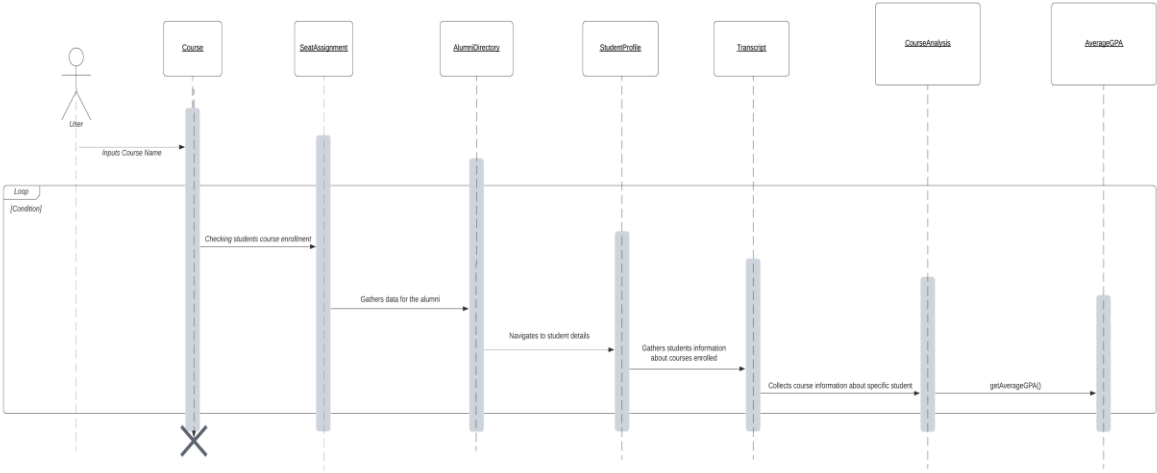 Course
SeatAssignment
AlumniDirectory
StudentProfile
Transcript
CourseAnalysis
AverageGPA
User
Inputs Course Name
Loop
[Condition]
Checking students course enrollment
Gathers data for the alumni
Navigates to student details
Gathers students information
about courses enrolled
Collects course information about specific student
getAverageGPA()